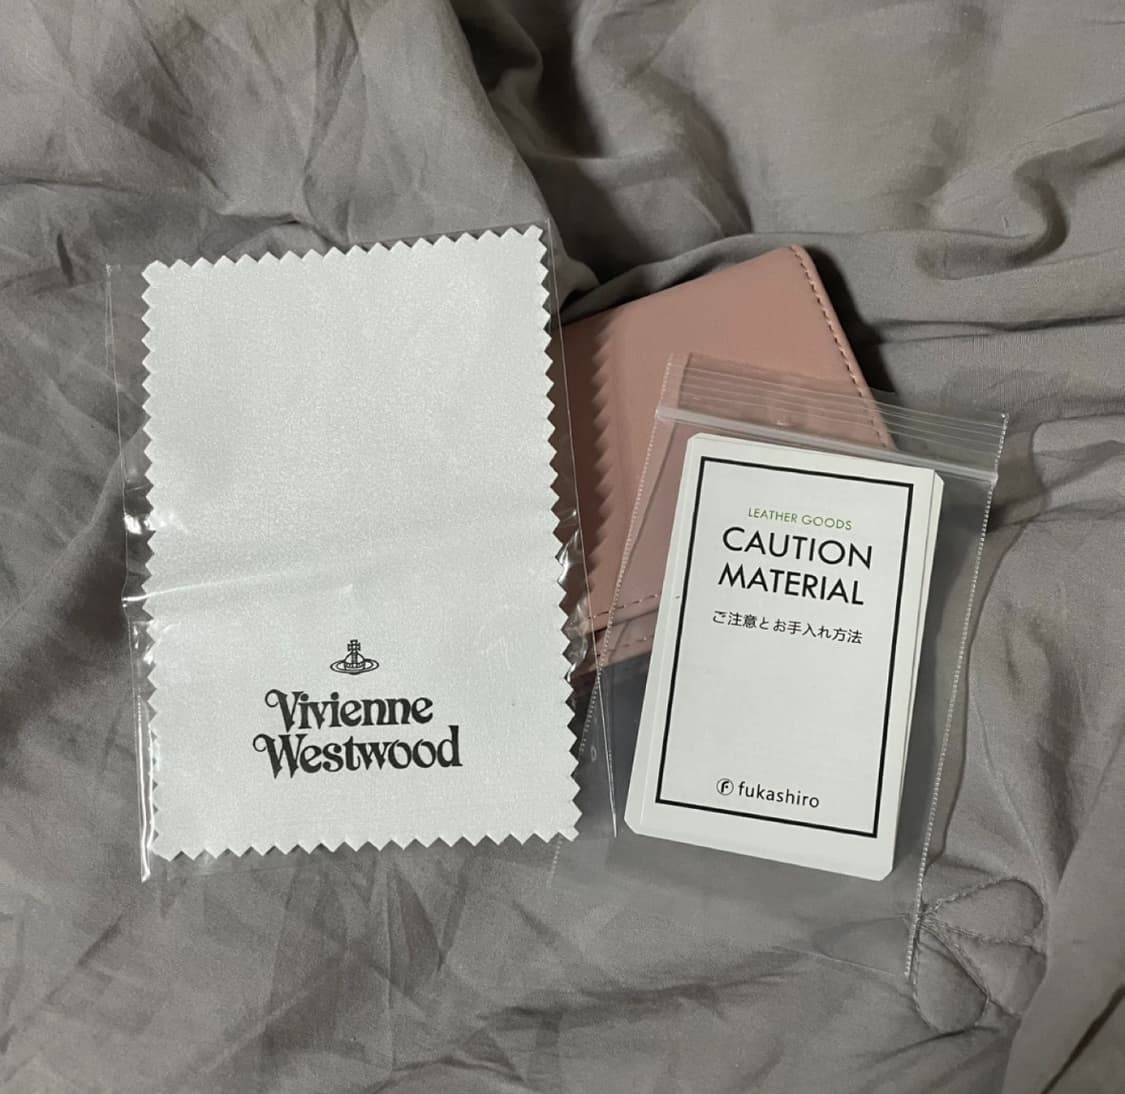 Vivienne
Westwood
LEATHER GOODS
CAUTION
MATERIAL
ご注意とお手入れ方法
fukashiro